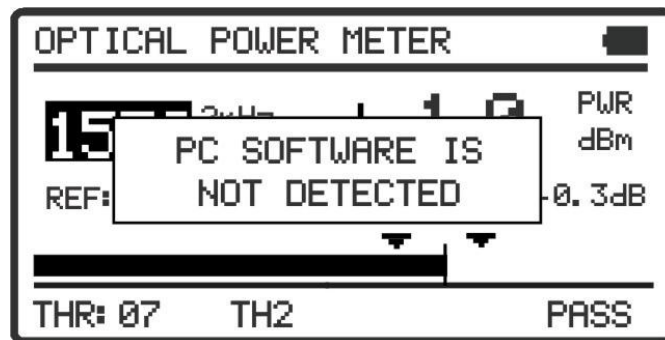 OPTICAL POWER METER
PWR
dBm
PC SOFTWARE IS
NOT DETECTED
REF:
-0.3dB
THR: 07 TH2 PASS